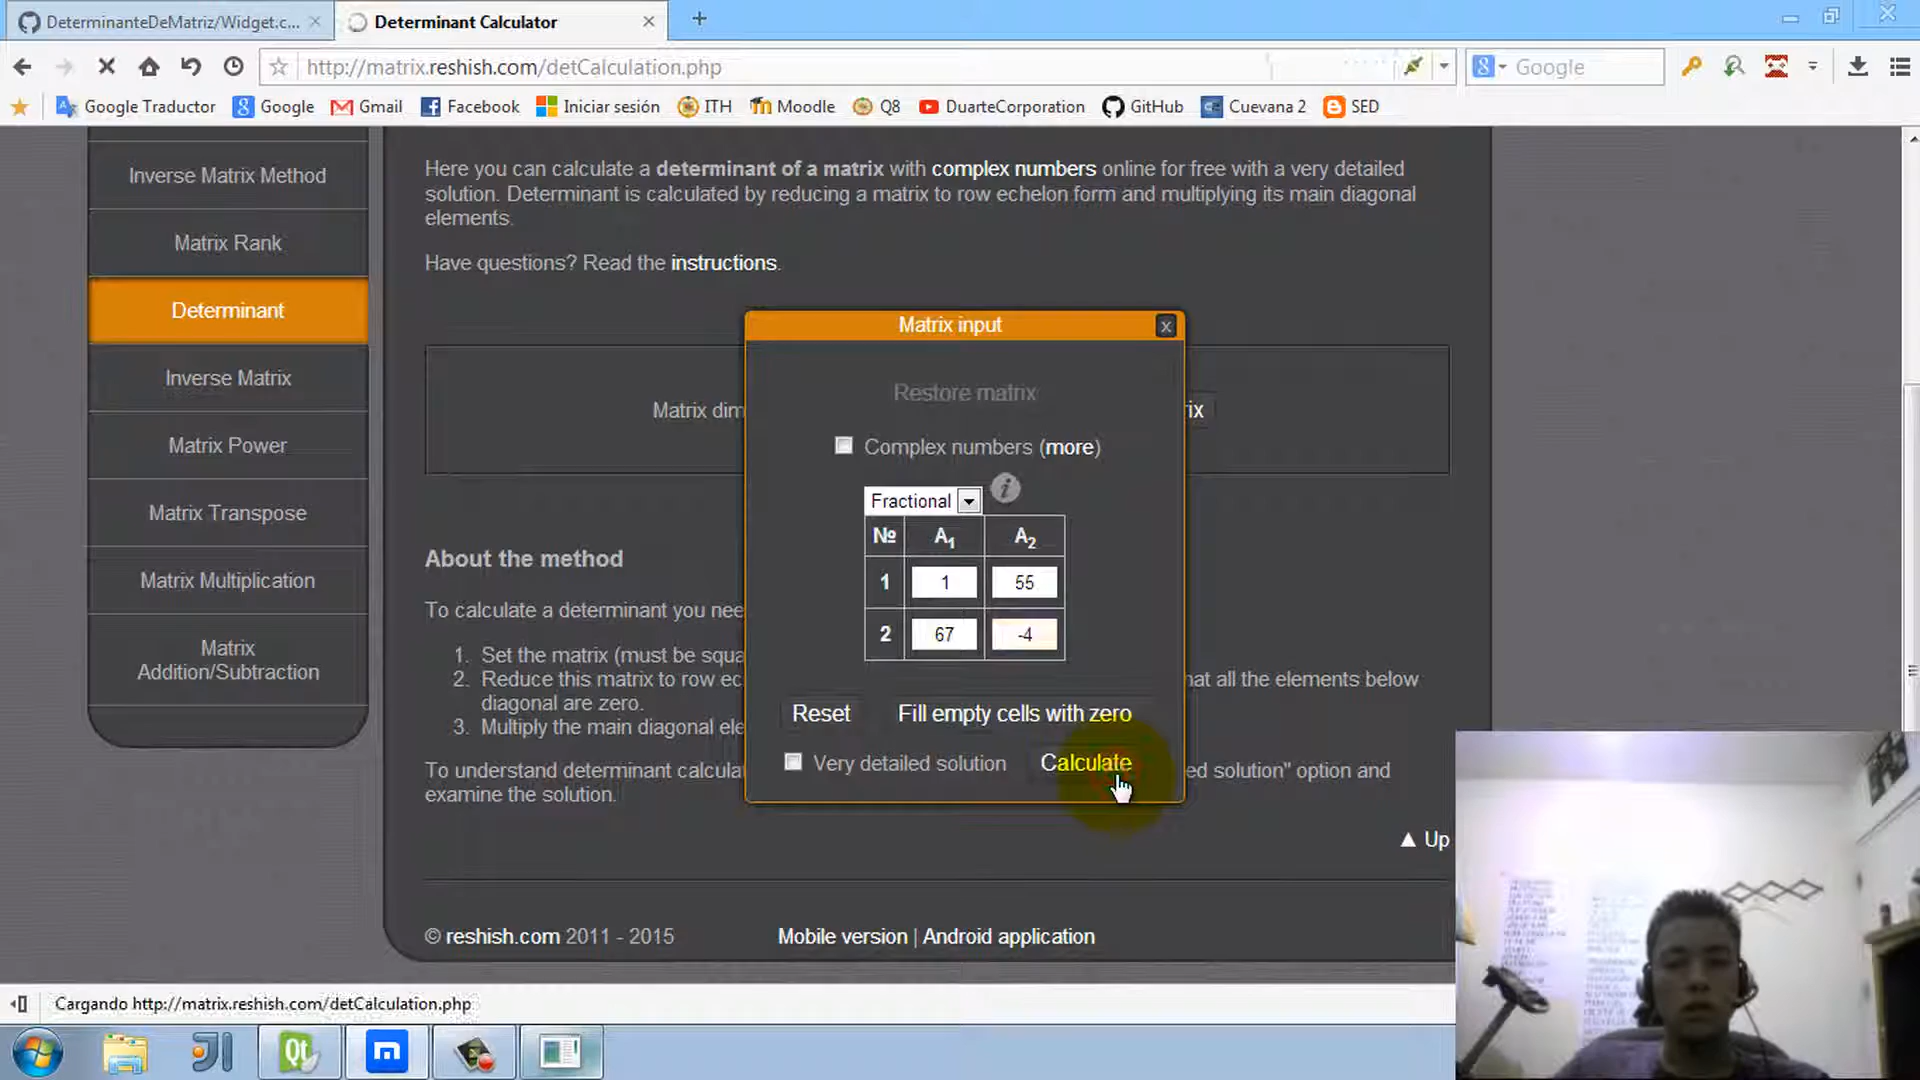 DeterminanteDeMatriz/Widget.c...
Determinant Calculator
http://matrix.reshish.com/detCalculation.php
Google
Google Traductor
Google
Gmail
Facebook
Iniciar sesión
ITH
Moodle
Q8
DuarteCorporation
GitHub
Cuevana 2
SED
Inverse Matrix Method
Matrix Rank
Determinant
Inverse Matrix
Matrix Power
Matrix Transpose
Matrix Multiplication
Matrix
Addition/Subtraction
Here you can calculate a determinant of a matrix with complex numbers online for free with a very detailed
solution. Determinant is calculated by reducing a matrix to row echelon form and multiplying its main diagonal
elements.
Have questions? Read the instructions.
Matrix dim
ix
Matrix input
x
Restore matrix
Complex numbers (more)
Fractional
i
№ A1 A2
1 1 55
2 67 -4
Reset Fill empty cells with zero
Very detailed solution Calculate
About the method
To calculate a determinant you nee
1. Set the matrix (must be squa
2. Reduce this matrix to row ec hat all the elements below
diagonal are zero.
3. Multiply the main diagonal ele
To understand determinant calcula ed solution" option and
examine the solution.
▲ Up
© reshish.com 2011 - 2015
Mobile version | Android application
Cargando http://matrix.reshish.com/detCalculation.php
Qt
m